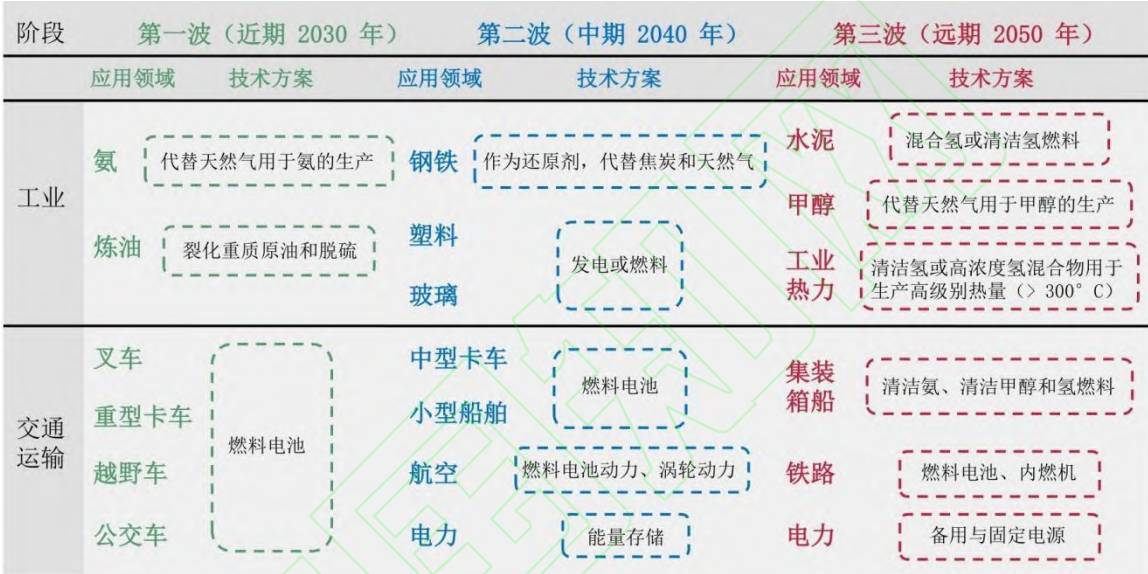 阶段 第一波（近期 2030 年） 第二波（中期 2040 年） 第三波（远期 2050 年）
应用领域 技术方案 应用领域 技术方案 应用领域 技术方案
工业
氨 代替天然气用于氨的生产
炼油 裂化重质原油和脱硫
钢铁 作为还原剂，代替焦炭和天然气
塑料
玻璃
发电或燃料
水泥 混合氢或清洁氢燃料
甲醇 代替天然气用于甲醇的生产
工业
热力
清洁氢或高浓度氢混合物用于
生产高级别热量（> 300° C）
交通
运输
叉车
重型卡车
越野车
公交车
燃料电池
中型卡车
小型船舶
燃料电池
航空 燃料电池动力、涡轮动力
电力 能量存储
集装
箱船
清洁氨、清洁甲醇和氢燃料
铁路 燃料电池、内燃机
电力 备用与固定电源